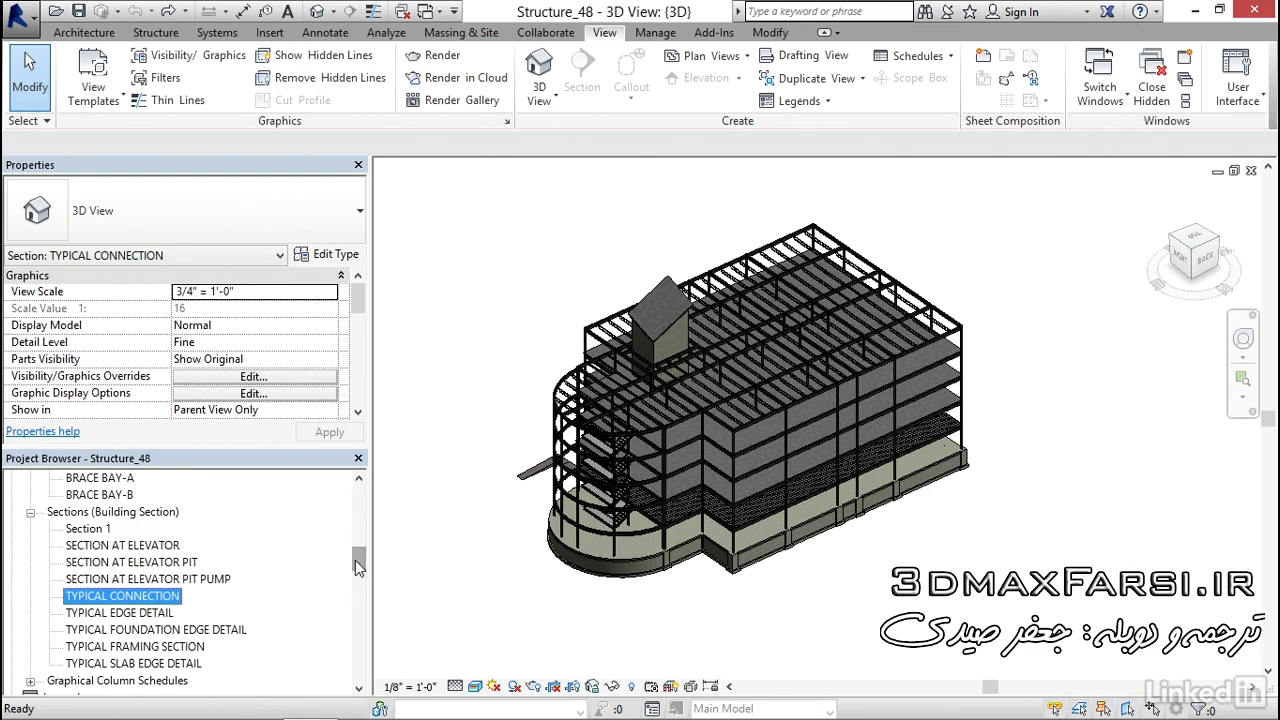 Structure_48 - 3D View: {3D}
Type a keyword or phrase
Sign In
Architecture Structure Systems Insert Annotate Analyze Massing & Site Collaborate View Manage Add-Ins Modify
Modify
Select
View
Templates
Visibility/ Graphics
Filters
Thin Lines
Show Hidden Lines
Remove Hidden Lines
Cut Profile
Graphics
Render
Render in Cloud
Render Gallery
3D
View
Section
Callout
Plan Views
Elevation
Drafting View
Duplicate View
Legends
Schedules
Scope Box
Create
Sheet Composition
Switch
Windows
Close
Hidden
User
Interface
Windows
Properties
3D View
Section: TYPICAL CONNECTION
Edit Type
Graphics
View Scale 3/4" = 1'-0"
Scale Value 1: 16
Display Model Normal
Detail Level Fine
Parts Visibility Show Original
Visibility/Graphics Overrides Edit...
Graphic Display Options Edit...
Show in Parent View Only
Properties help
Apply
Project Browser - Structure_48
BRACE BAY-A
BRACE BAY-B
Sections (Building Section)
Section 1
SECTION AT ELEVATOR
SECTION AT ELEVATOR PIT
SECTION AT ELEVATOR PIT PUMP
TYPICAL CONNECTION
TYPICAL EDGE DETAIL
TYPICAL FOUNDATION EDGE DETAIL
TYPICAL FRAMING SECTION
TYPICAL SLAB EDGE DETAIL
Graphical Column Schedules
RIGHT
BACK
3DMAXFARSI.IR
ترجمه و دوبله: جعفر صیدی
1/8" = 1'-0"
Linked in
Ready
:0
Main Model
:0